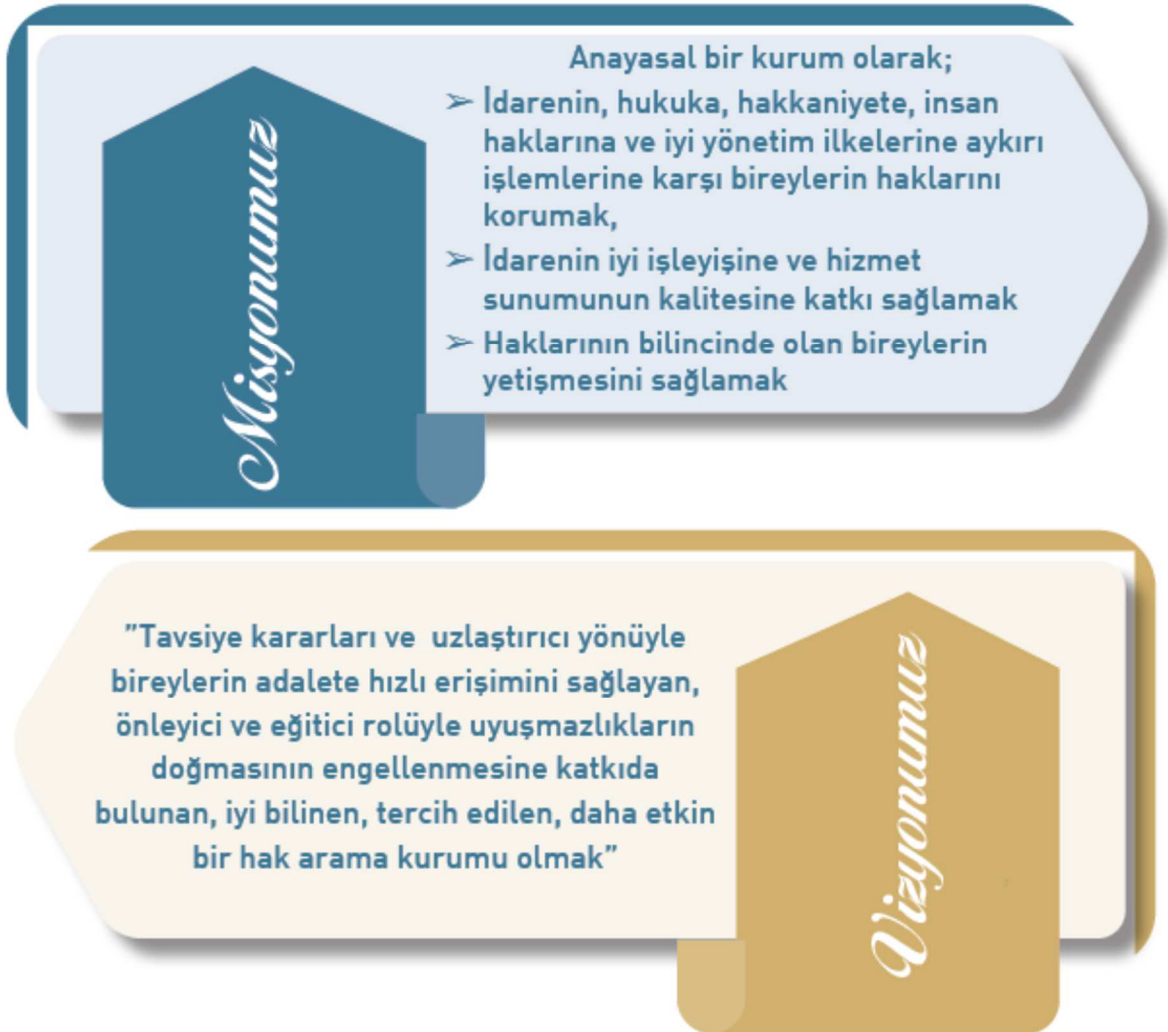 Misyonumuz
Anayasal bir kurum olarak;
➢ İdarenin, hukuka, hakkaniyete, insan
haklarına ve iyi yönetim ilkelerine aykırı
işlemlerine karşı bireylerin haklarını
korumak,
➢ İdarenin iyi işleyişine ve hizmet
sunumunun kalitesine katkı sağlamak
➢ Haklarının bilincinde olan bireylerin
yetişmesini sağlamak
"Tavsiye kararları ve uzlaştırıcı yönüyle
bireylerin adalete hızlı erişimini sağlayan,
önleyici ve eğitici rolüyle uyuşmazlıkların
doğmasının engellenmesine katkıda
bulunan, iyi bilinen, tercih edilen, daha etkin
bir hak arama kurumu olmak"
Vizyonumuz